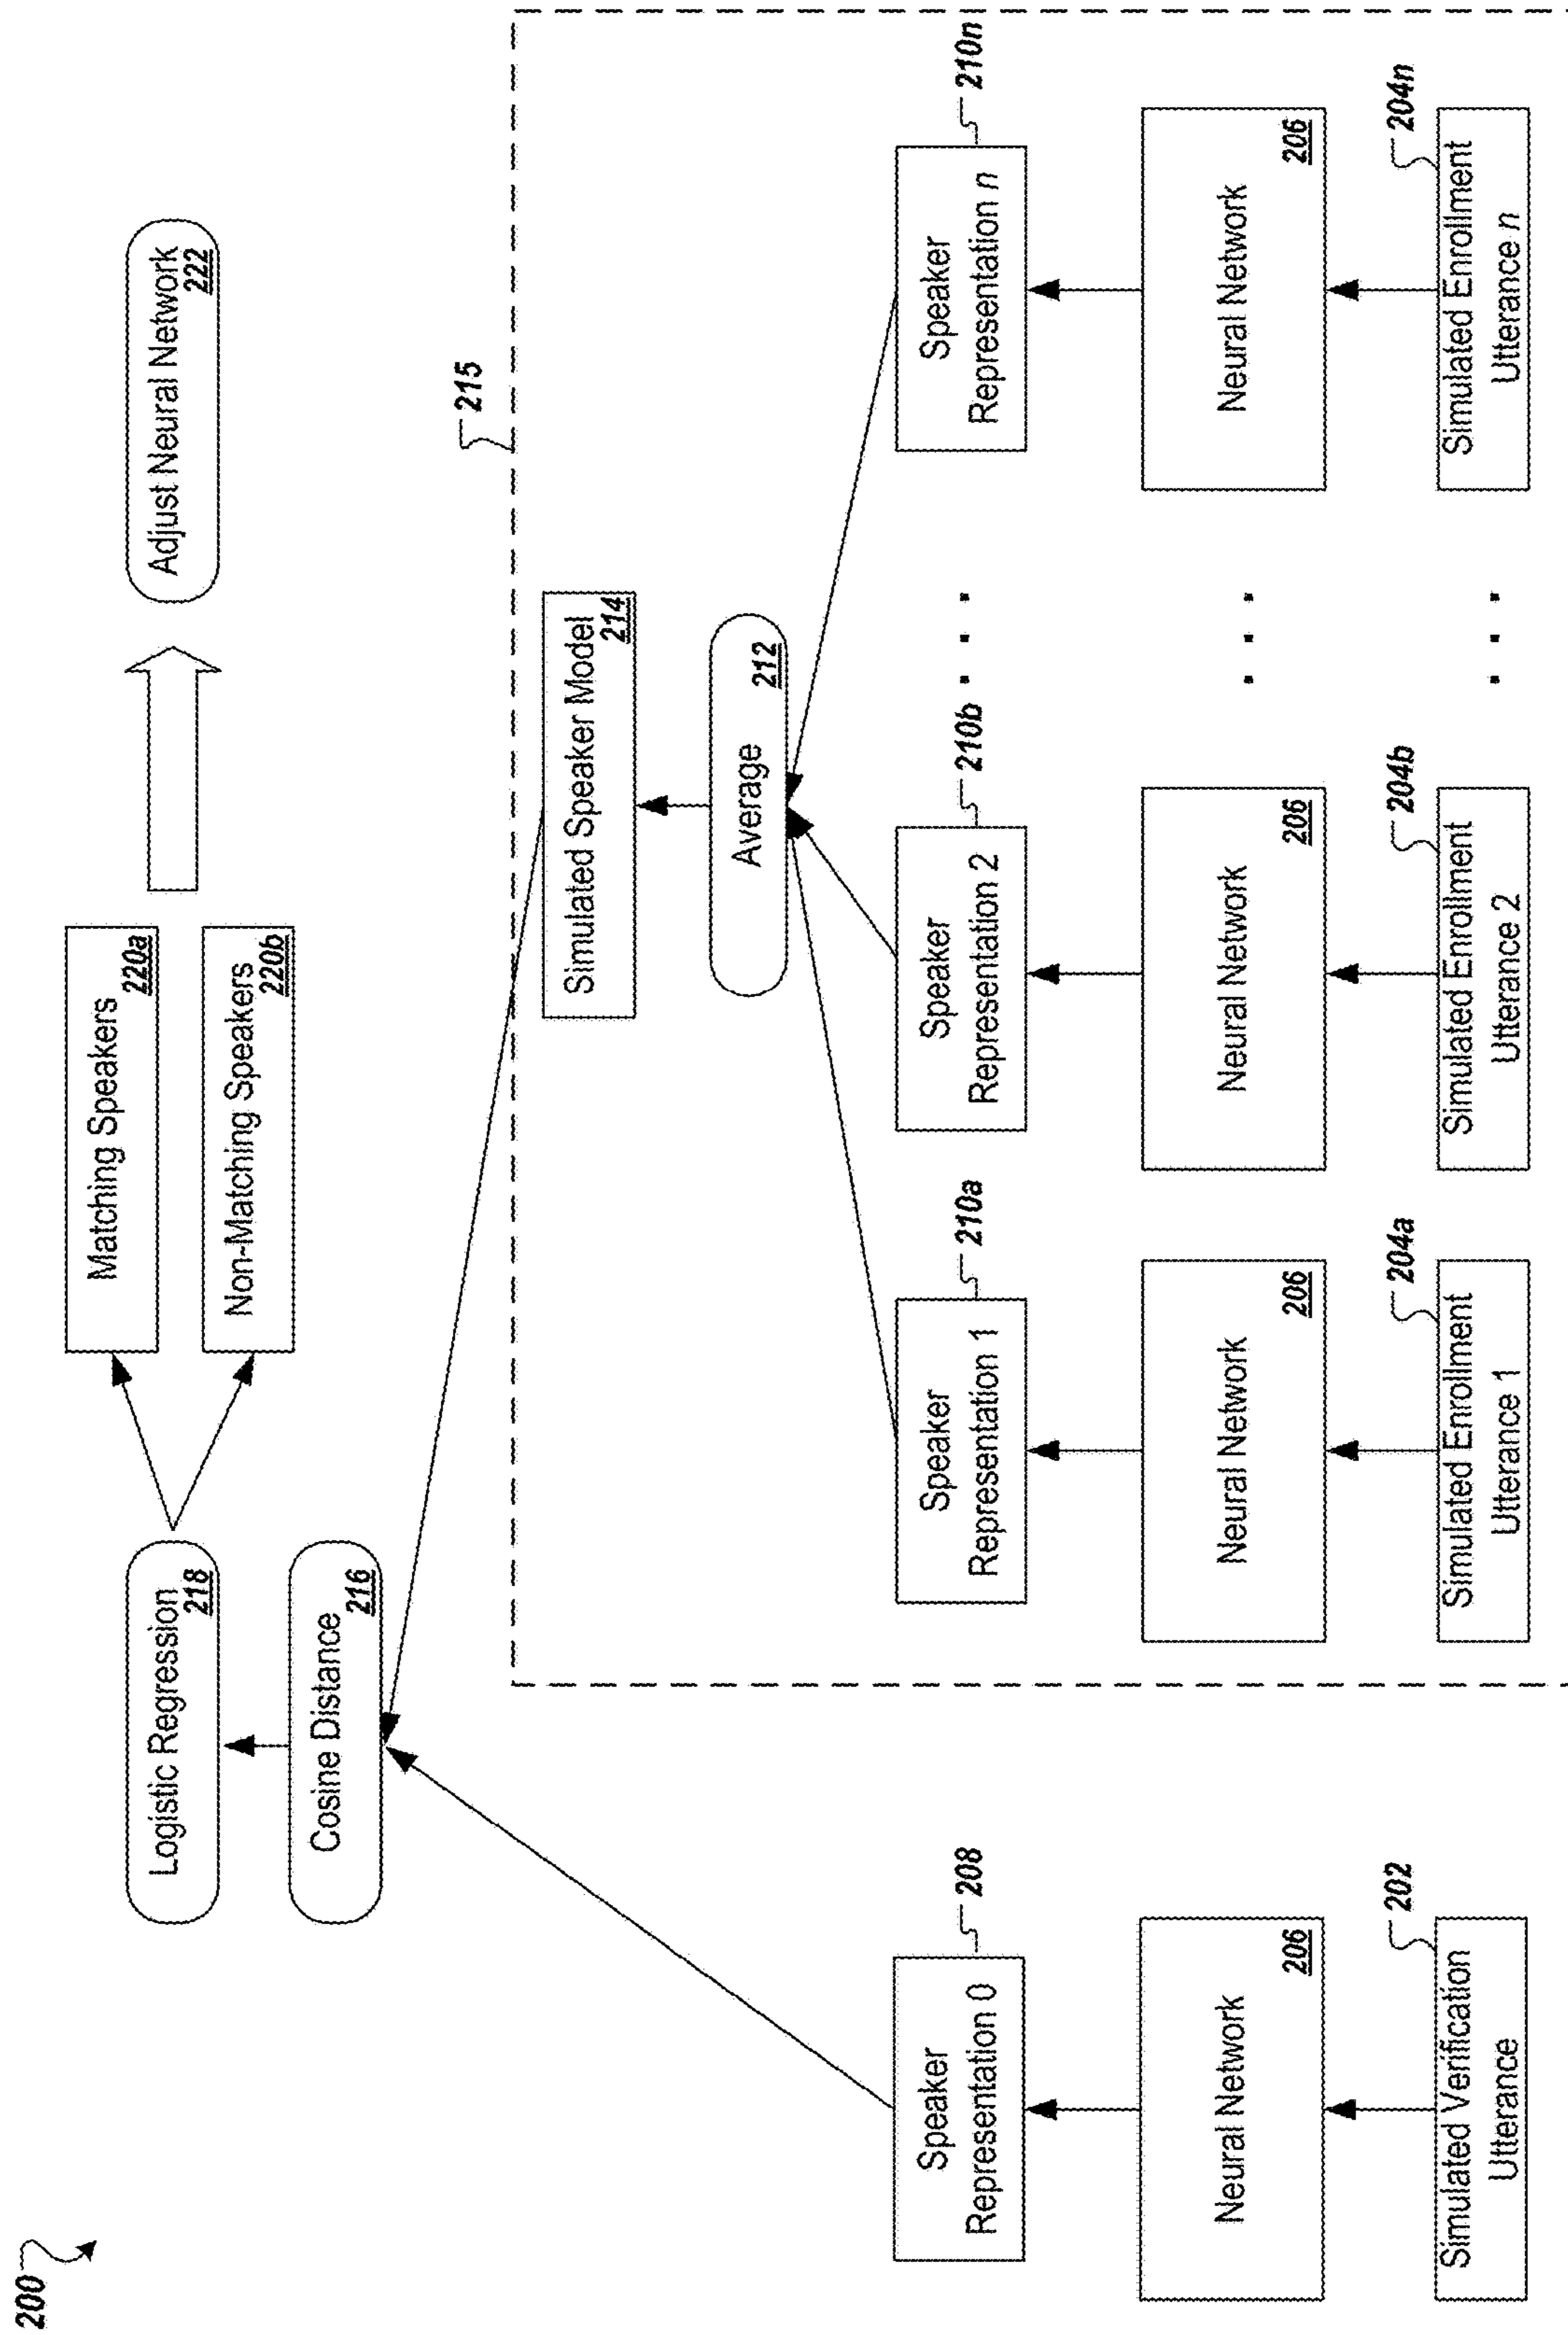 200
Logistic Regression
218
Matching Speakers
220a
Non-Matching Speakers
220b
Adjust Neural Network
222
Cosine Distance
216
215
Simulated Speaker Model
214
Average
212
Speaker
Representation 0
208
Speaker
Representation 1
210a
Speaker
Representation 2
210b
. . .
Speaker
Representation n
210n
Neural Network
206
Neural Network
206
Neural Network
206
. . .
Neural Network
206
Simulated Verification
Utterance
202
Simulated Enrollment
Utterance 1
204a
Simulated Enrollment
Utterance 2
204b
. . .
Simulated Enrollment
Utterance n
204n